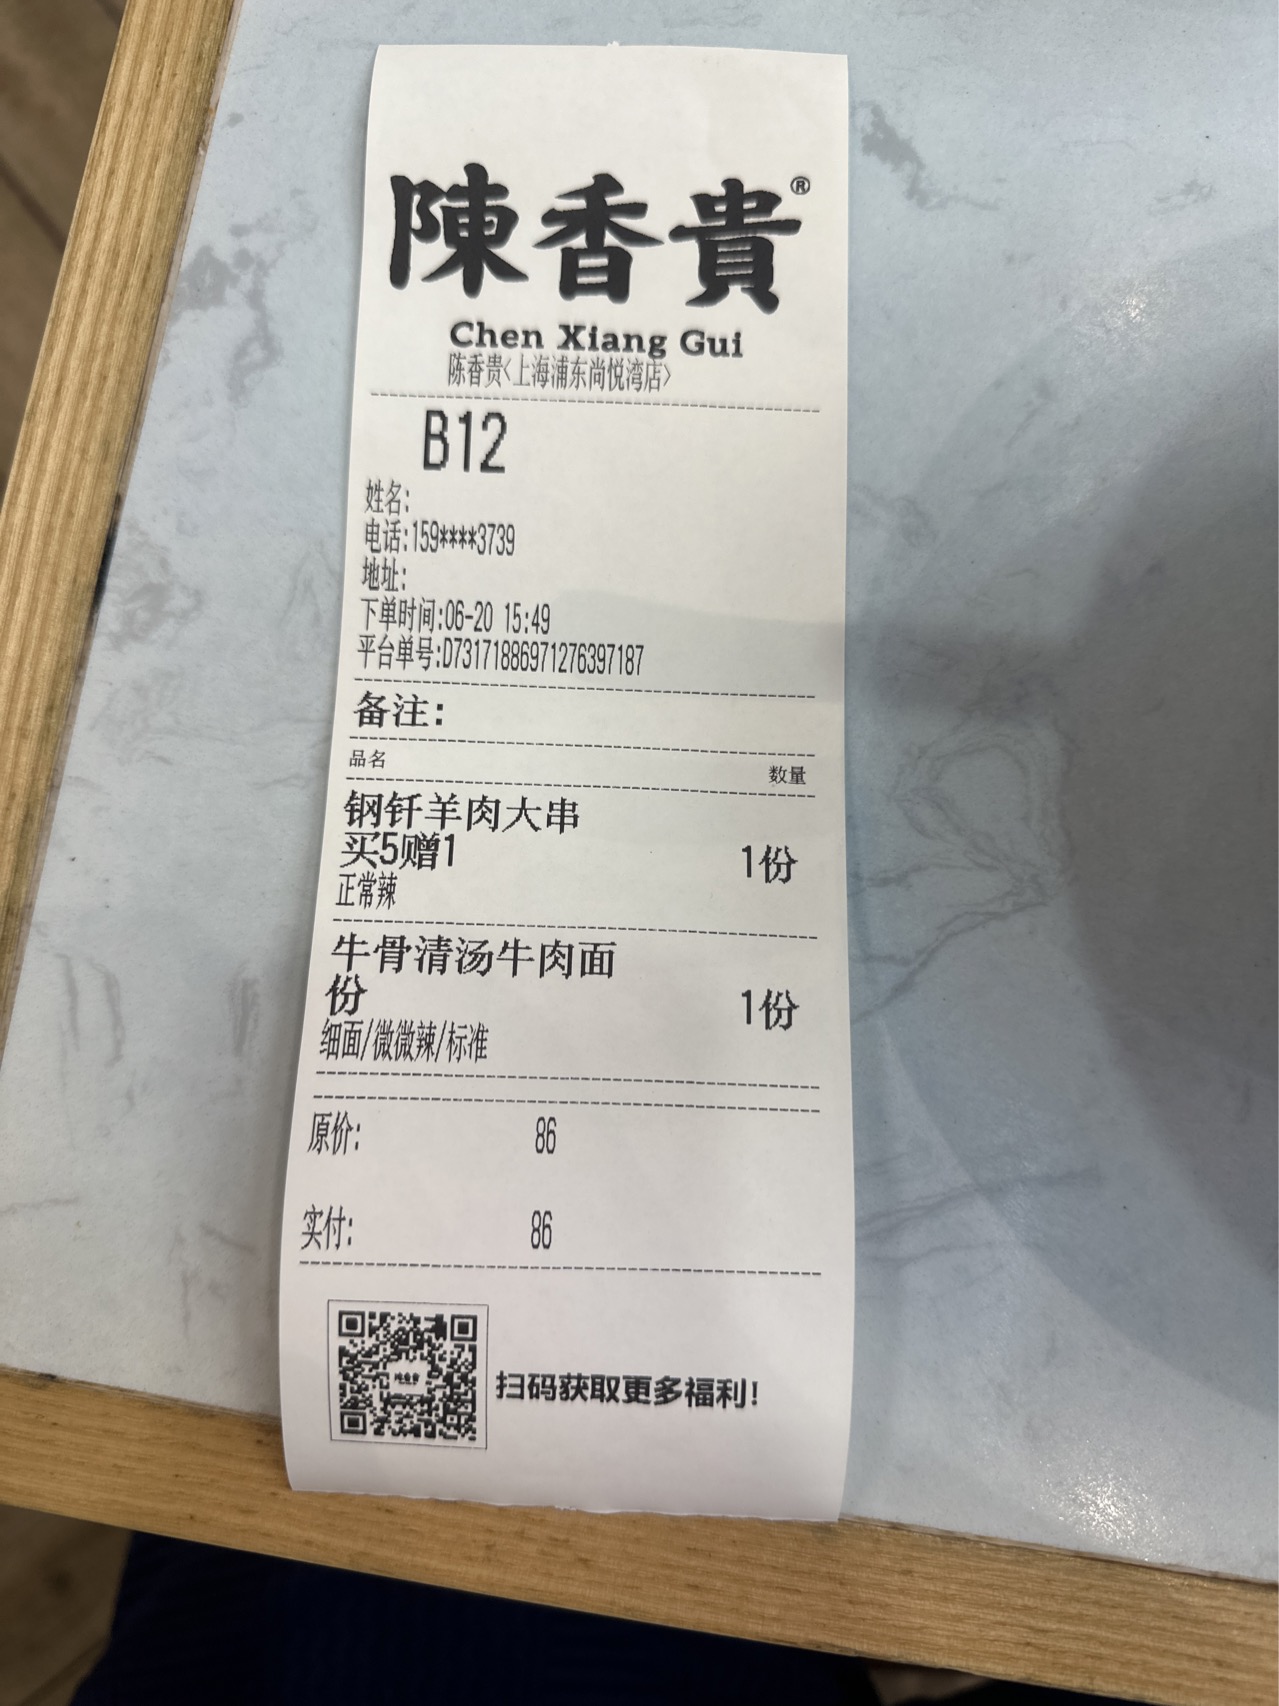 陳香貴®
Chen Xiang Gui
陈香贵<上海浦东尚悦湾店>
B12
姓名:
电话:159****3739
地址:
下单时间:06-20 15:49
平台单号:D73171886971276397187
备注:
品名 数量
钢钎羊肉大串
买5赠1 1份
正常辣
牛骨清汤牛肉面
份 1份
细面/微微辣/标准
原价: 86
实付: 86
陳香貴
扫码获取更多福利!